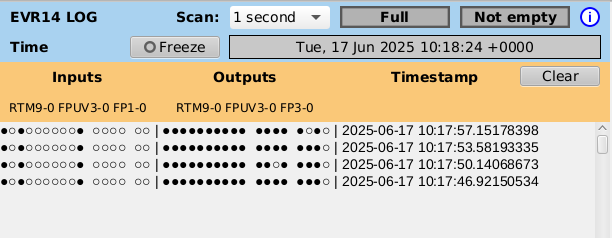 EVR14 LOG Scan: 1 second Full Not empty i
Time Freeze Tue, 17 Jun 2025 10:18:24 +0000
Inputs Outputs Timestamp Clear
RTM9-0 FPUV3-0 FP1-0 RTM9-0 FPUV3-0 FP3-0
●○●○○○○○○● ○○○○ ○○ | ●●●●●●●●●● ●●●● ●○●○ | 2025-06-17 10:17:57.15178398
●○●○○○○○○● ○○○○ ○○ | ●●●●●●●●●● ●●●● ●●●○ | 2025-06-17 10:17:53.58193335
●○●○○○○○○● ○○○○ ○○ | ●●●●●●●●●● ●●○● ●●●○ | 2025-06-17 10:17:50.14068673
●○●○○○○○○● ○○○○ ○○ | ●●●●●●●●●● ●●●● ●●●○ | 2025-06-17 10:17:46.92150534